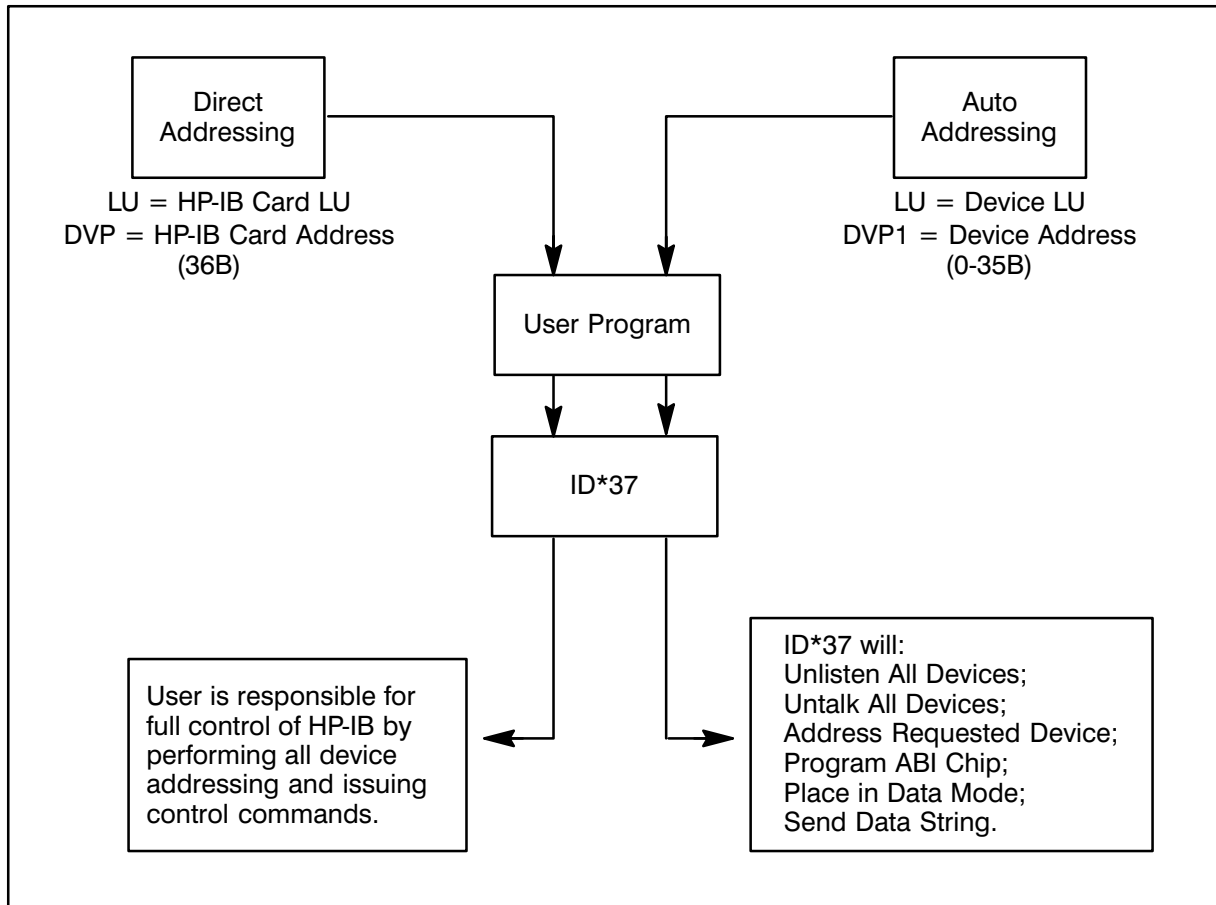 Direct
Addressing
LU = HP-IB Card LU
DVP = HP-IB Card Address
(36B)
Auto
Addressing
LU = Device LU
DVP1 = Device Address
(0-35B)
User Program
ID*37
User is responsible for
full control of HP-IB by
performing all device
addressing and issuing
control commands.
ID*37 will:
Unlisten All Devices;
Untalk All Devices;
Address Requested Device;
Program ABI Chip;
Place in Data Mode;
Send Data String.